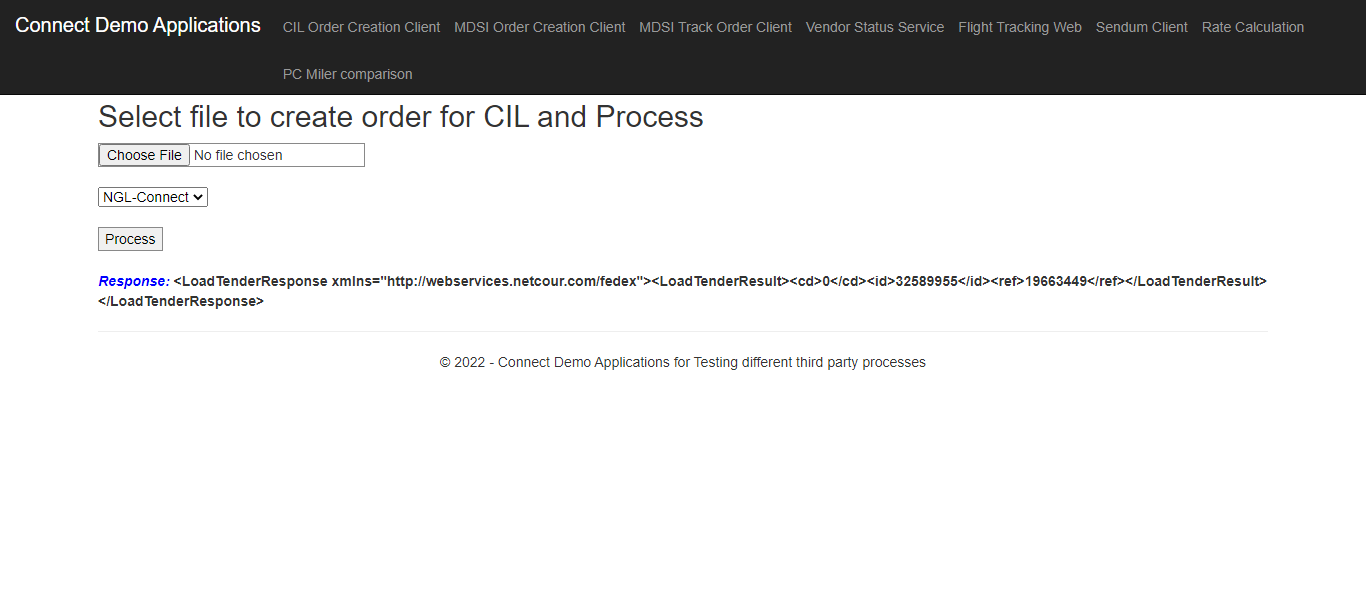 Connect Demo Applications CIL Order Creation Client MDSI Order Creation Client MDSI Track Order Client Vendor Status Service Flight Tracking Web Sendum Client Rate Calculation
PC Miler comparison
Select file to create order for CIL and Process
Choose File No file chosen
NGL-Connect
Process
Response: <LoadTenderResponse xmlns="http://webservices.netcour.com/fedex"><LoadTenderResult><cd>0</cd><id>32589955</id><ref>19663449</ref></LoadTenderResult>
</LoadTenderResponse>
© 2022 - Connect Demo Applications for Testing different third party processes